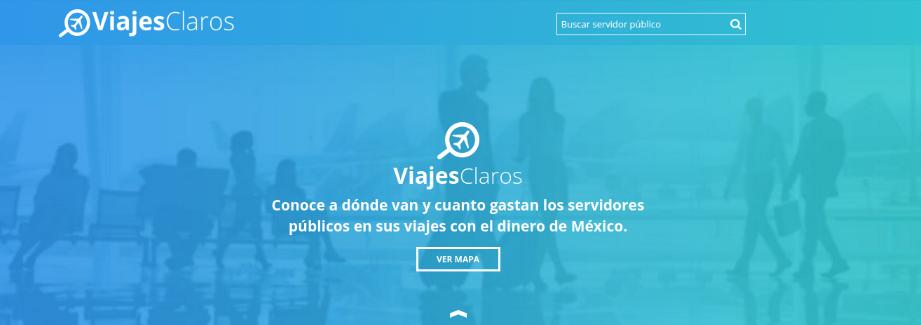 ViajesClaros
Buscar servidor público
ViajesClaros
Conoce a dónde van y cuanto gastan los servidores
públicos en sus viajes con el dinero de México.
VER MAPA